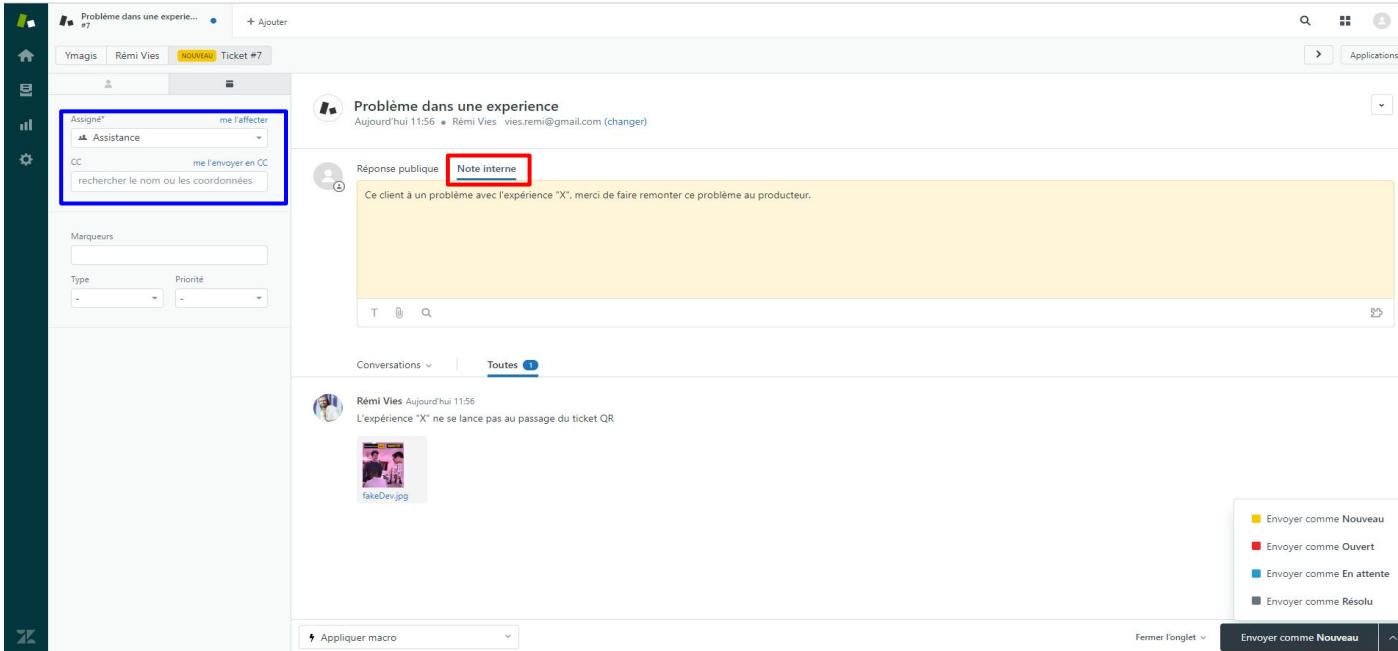 Problème dans une experie...
#7
+ Ajouter
Ymagis
Rémi Vies
NOUVEAU Ticket #7
Applications
Assigné*
me l'affecter
Assistance
CC
me l'envoyer en CC
rechercher le nom ou les coordonnées
Marqueurs
Type
Priorité
-
-
Problème dans une experience
Aujourd'hui 11:56 • Rémi Vies vies.remi@gmail.com (changer)
Réponse publique
Note interne
Ce client à un problème avec l'expérience "X", merci de faire remonter ce problème au producteur.
T
Conversations
Toutes 1
Rémi Vies Aujourd'hui 11:56
L'expérience "X" ne se lance pas au passage du ticket QR
fakeDev.jpg
Envoyer comme Nouveau
Envoyer comme Ouvert
Envoyer comme En attente
Envoyer comme Résolu
Appliquer macro
Fermer l'onglet
Envoyer comme Nouveau